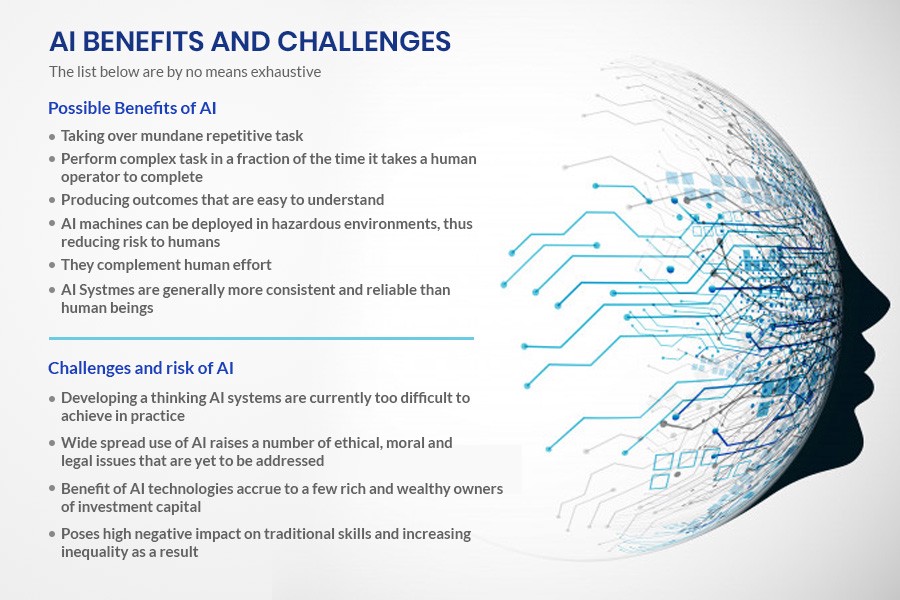 AI BENEFITS AND CHALLENGES
The list below are by no means exhaustive
Possible Benefits of AI
• Taking over mundane repetitive task
• Perform complex task in a fraction of the time it takes a human
operator to complete
• Producing outcomes that are easy to understand
• AI machines can be deployed in hazardous environments, thus
reducing risk to humans
• They complement human effort
• AI Systmes are generally more consistent and reliable than
human beings
Challenges and risk of AI
• Developing a thinking AI systems are currently too difficult to
achieve in practice
• Wide spread use of AI raises a number of ethical, moral and
legal issues that are yet to be addressed
• Benefit of AI technologies accrue to a few rich and wealthy owners
of investment capital
• Poses high negative impact on traditional skills and increasing
inequality as a result